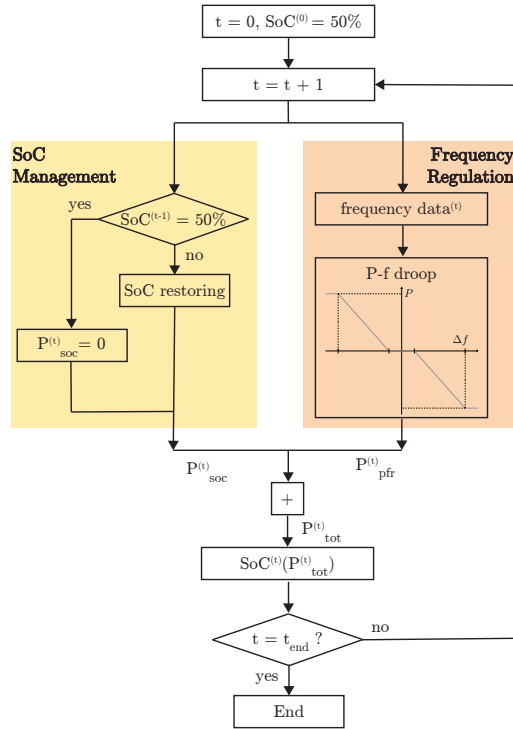 t = 0, SoC⁽⁰⁾ = 50%
t = t + 1
SoC
Management
Frequency
Regulation
yes
SoC⁽ᵗ⁻¹⁾ = 50%
no
SoC restoring
P⁽ᵗ⁾soc = 0
frequency data⁽ᵗ⁾
P-f droop
P
Δf
P⁽ᵗ⁾soc
P⁽ᵗ⁾pfr
+
P⁽ᵗ⁾tot
SoC⁽ᵗ⁾(P⁽ᵗ⁾tot)
t = tend ?
no
yes
End